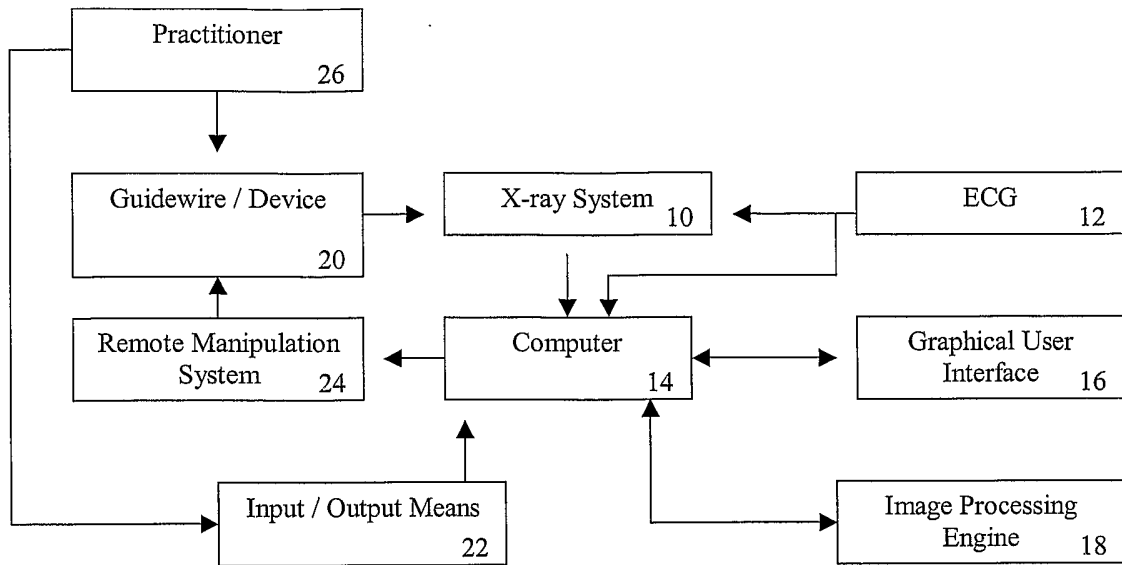 Practitioner
26
Guidewire / Device
20
X-ray System
10
ECG
12
Remote Manipulation
System
24
Computer
14
Graphical User
Interface
16
Input / Output Means
22
Image Processing
Engine
18